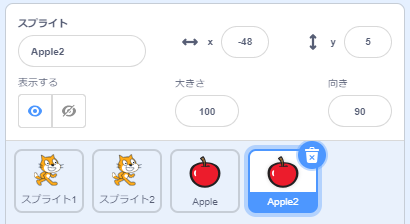 スプライト
Apple2
x
-48
y
5
表示する
大きさ
向き
100
90
スプライト1
スプライト2
Apple
Apple2